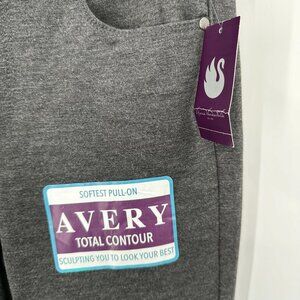 SOFTEST PULL-ON
AVERY
TOTAL CONTOUR
SCULPTING YOU TO LOOK YOUR BEST